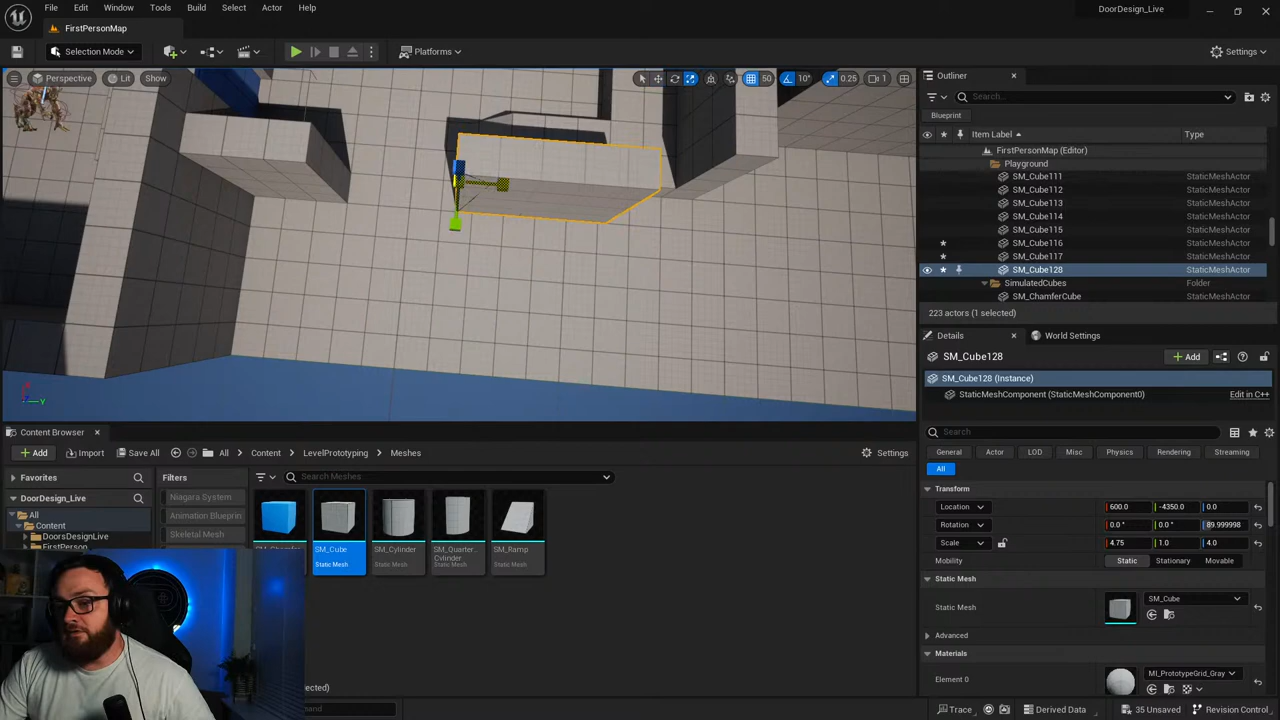 File Edit Window Tools Build Select Actor Help
DoorDesign_Live
FirstPersonMap
Selection Mode
Platforms
Settings
Perspective Lit Show
50 10° 0.25 1
Outliner
Search...
Blueprint
Item Label Type
FirstPersonMap (Editor)
Playground
SM_Cube111 StaticMeshActor
SM_Cube112 StaticMeshActor
SM_Cube113 StaticMeshActor
SM_Cube114 StaticMeshActor
SM_Cube115 StaticMeshActor
SM_Cube116 StaticMeshActor
SM_Cube117 StaticMeshActor
SM_Cube128 StaticMeshActor
SimulatedCubes Folder
SM_ChamferCube StaticMeshActor
223 actors (1 selected)
Details World Settings
SM_Cube128 Add
SM_Cube128 (Instance)
StaticMeshComponent (StaticMeshComponent0) Edit in C++
Search
General Actor LOD Misc Physics Rendering Streaming
All
Transform
Location 600.0 -4350.0 0.0
Rotation 0.0 ° 0.0 ° 89.999998
Scale 4.75 1.0 4.0
Mobility Static Stationary Movable
Static Mesh
Static Mesh SM_Cube
Advanced
Materials
Element 0 MI_PrototypeGrid_Gray
Y
Content Browser
Add Import Save All All Content LevelPrototyping Meshes Settings
Favorites
Filters
Search Meshes
DoorDesign_Live
All
Content
DoorsDesignLive
FirstPerson
Niagara System
Animation Blueprin
Skeletal Mesh
SM_Cube
Static Mesh
SM_Cylinder
Static Mesh
SM_Quarter
Cylinder
Static Mesh
SM_Ramp
Static Mesh
Trace Derived Data 35 Unsaved Revision Control